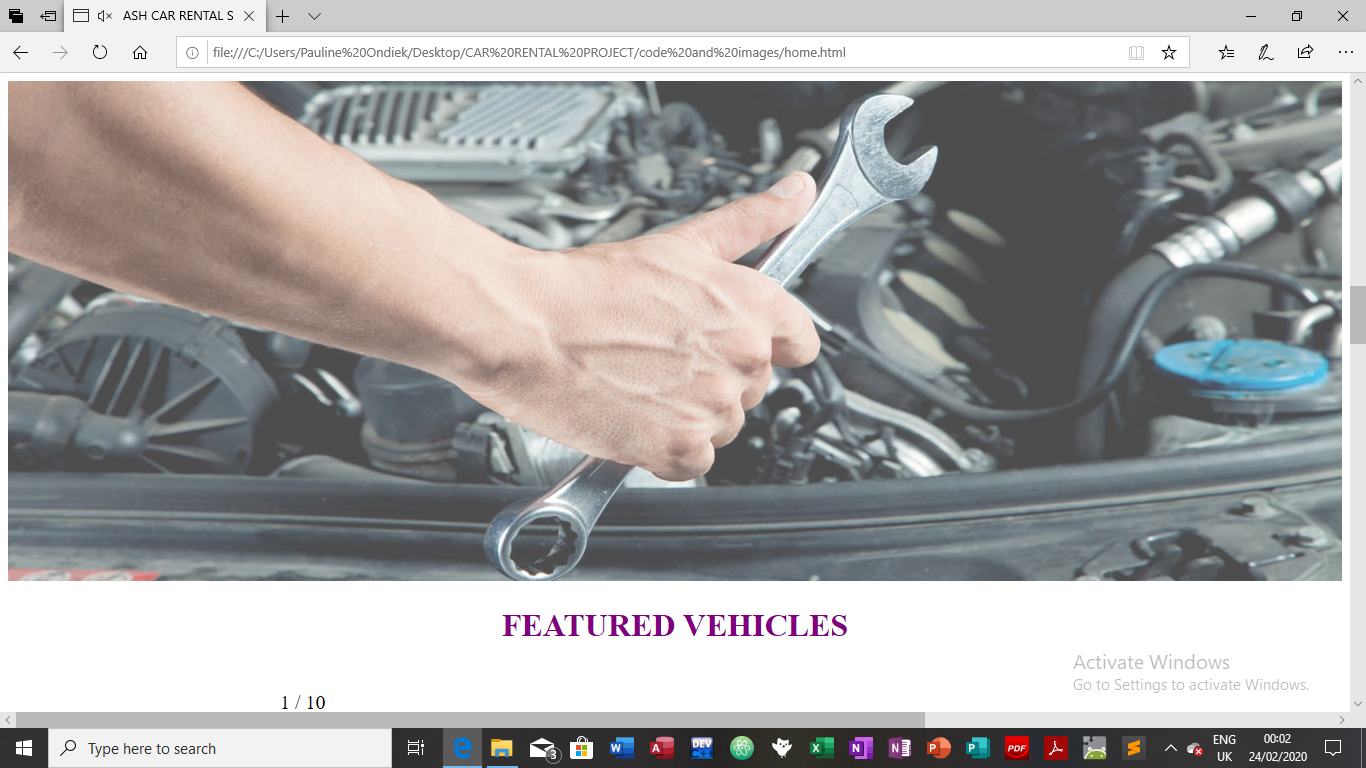 ASH CAR RENTAL S
file:///C:/Users/Pauline%20Ondiek/Desktop/CAR%20RENTAL%20PROJECT/code%20and%20images/home.html
FEATURED VEHICLES
Activate Windows
Go to Settings to activate Windows.
1 / 10
Type here to search
3
W
A
DEV
X
N
N
P
P
PDF
S
ENG
UK
00:02
24/02/2020